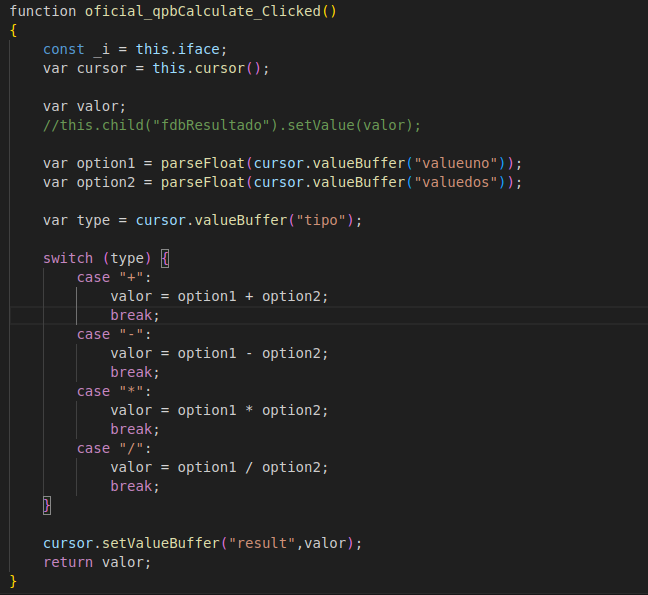 function oficial_qpbCalculate_Clicked()
{
    const _i = this.iface;
    var cursor = this.cursor();

    var valor;
    //this.child("fdbResultado").setValue(valor);

    var option1 = parseFloat(cursor.valueBuffer("valueuno"));
    var option2 = parseFloat(cursor.valueBuffer("valuedos"));

    var type = cursor.valueBuffer("tipo");

    switch (type) {
        case "+":
            valor = option1 + option2;
            break;
        case "-":
            valor = option1 - option2;
            break;
        case "*":
            valor = option1 * option2;
            break;
        case "/":
            valor = option1 / option2;
            break;
    }

    cursor.setValueBuffer("result",valor);
    return valor;
}